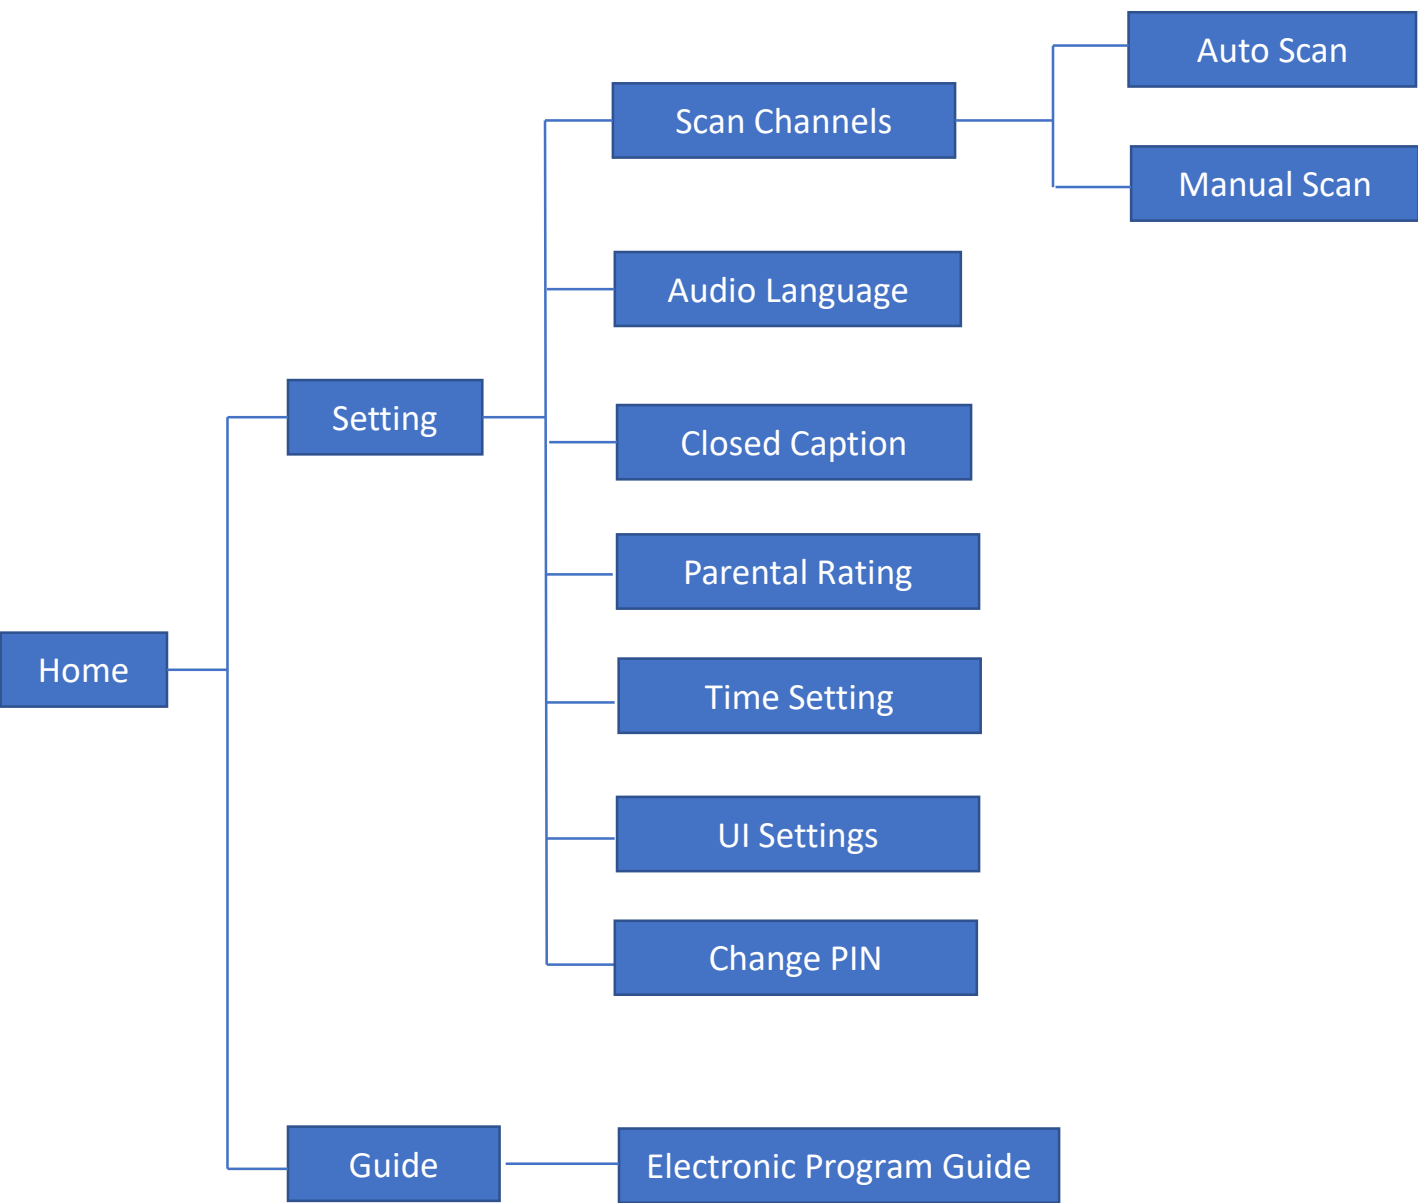 Auto Scan
Scan Channels
Manual Scan
Audio Language
Setting
Closed Caption
Parental Rating
Home
Time Setting
UI Settings
Change PIN
Guide
Electronic Program Guide